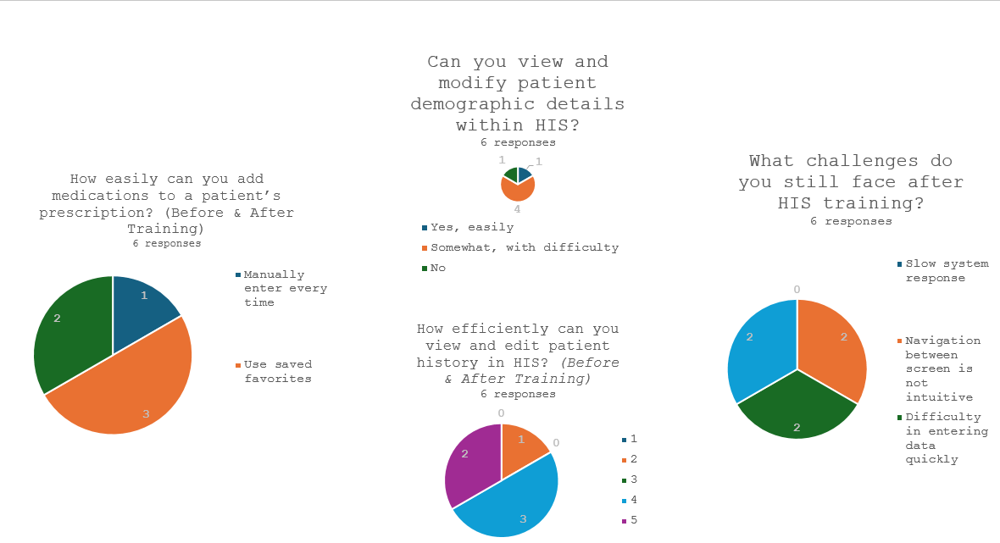 How easily can you add
medications to a patient’s
prescription? (Before & After
Training)
6 responses
1
2
3
Manually
enter every
time
Use saved
favorites
Can you view and
modify patient
demographic details
within HIS?
6 responses
1
1
4
Yes, easily
Somewhat, with difficulty
No
How efficiently can you
view and edit patient
history in HIS? (Before
& After Training)
6 responses
0
1
0
2
3
1
2
3
4
5
What challenges do
you still face after
HIS training?
6 responses
0
2
2
2
Slow system
response
Navigation
between
screen is
not
intuitive
Difficulty
in entering
data
quickly